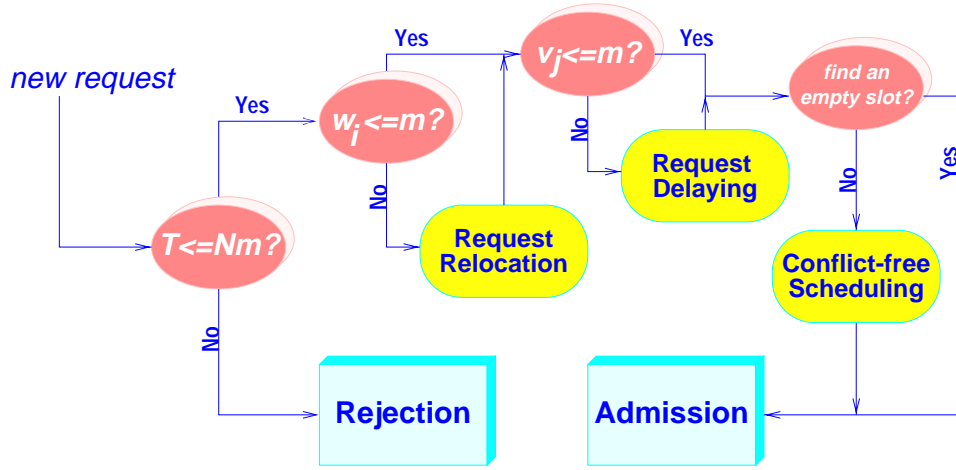 new request
T<=Nm?
Yes
No
w_i<=m?
Yes
No
Request
Relocation
v_j<=m?
Yes
No
Request
Delaying
find an
empty slot?
Yes
No
Conflict-free
Scheduling
Rejection
Admission